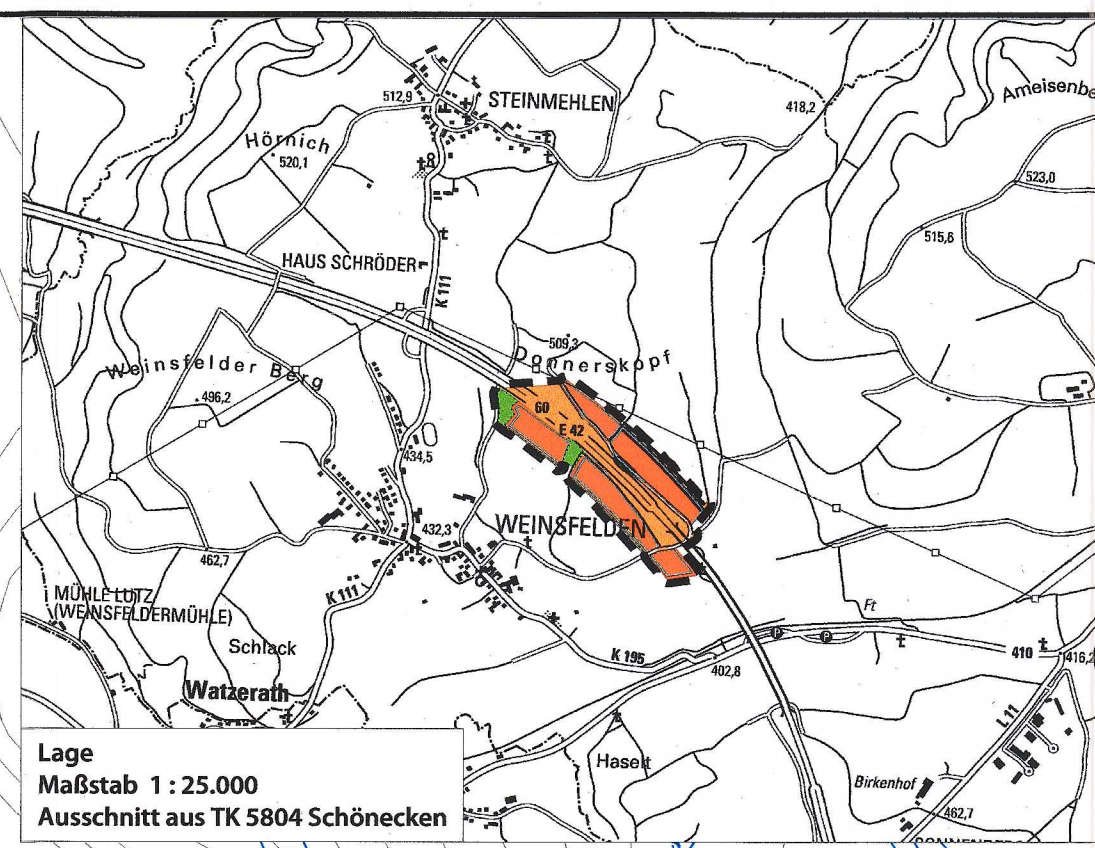 STEINMEHLEN
512,9
418,2
Hörnich
520,1
523,0
515,6
HAUS SCHRÖDER
K 111
509,3
Donnerskopf
Weinsfelder Berg
496,2
60
E 42
434,5
WEINSFELDEN
432,3
462,7
MÜHLE LUTZ
(WEINSFELDERMÜHLE)
K 111
Schlack
Ft
P
P
K 195
410
416,2
402,8
Watzerath
L 11
Haselt
Birkenhof
462,7
Lage
Maßstab 1 : 25.000
Ausschnitt aus TK 5804 Schönecken